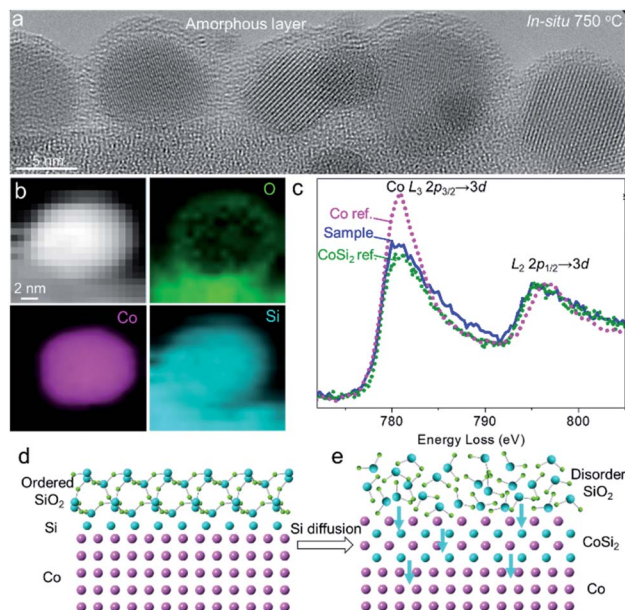 a
Amorphous layer
In-situ 750 °C
5 nm
b
O
2 nm
Co
Si
c
Co L₃ 2p₃/₂→3d
Co ref.
Sample
CoSi₂ ref.
L₂ 2p₁/₂→3d
780
790
800
Energy Loss (eV)
d
Ordered
SiO₂
Si
Co
Si diffusion
e
Disorder
SiO₂
CoSi₂
Co